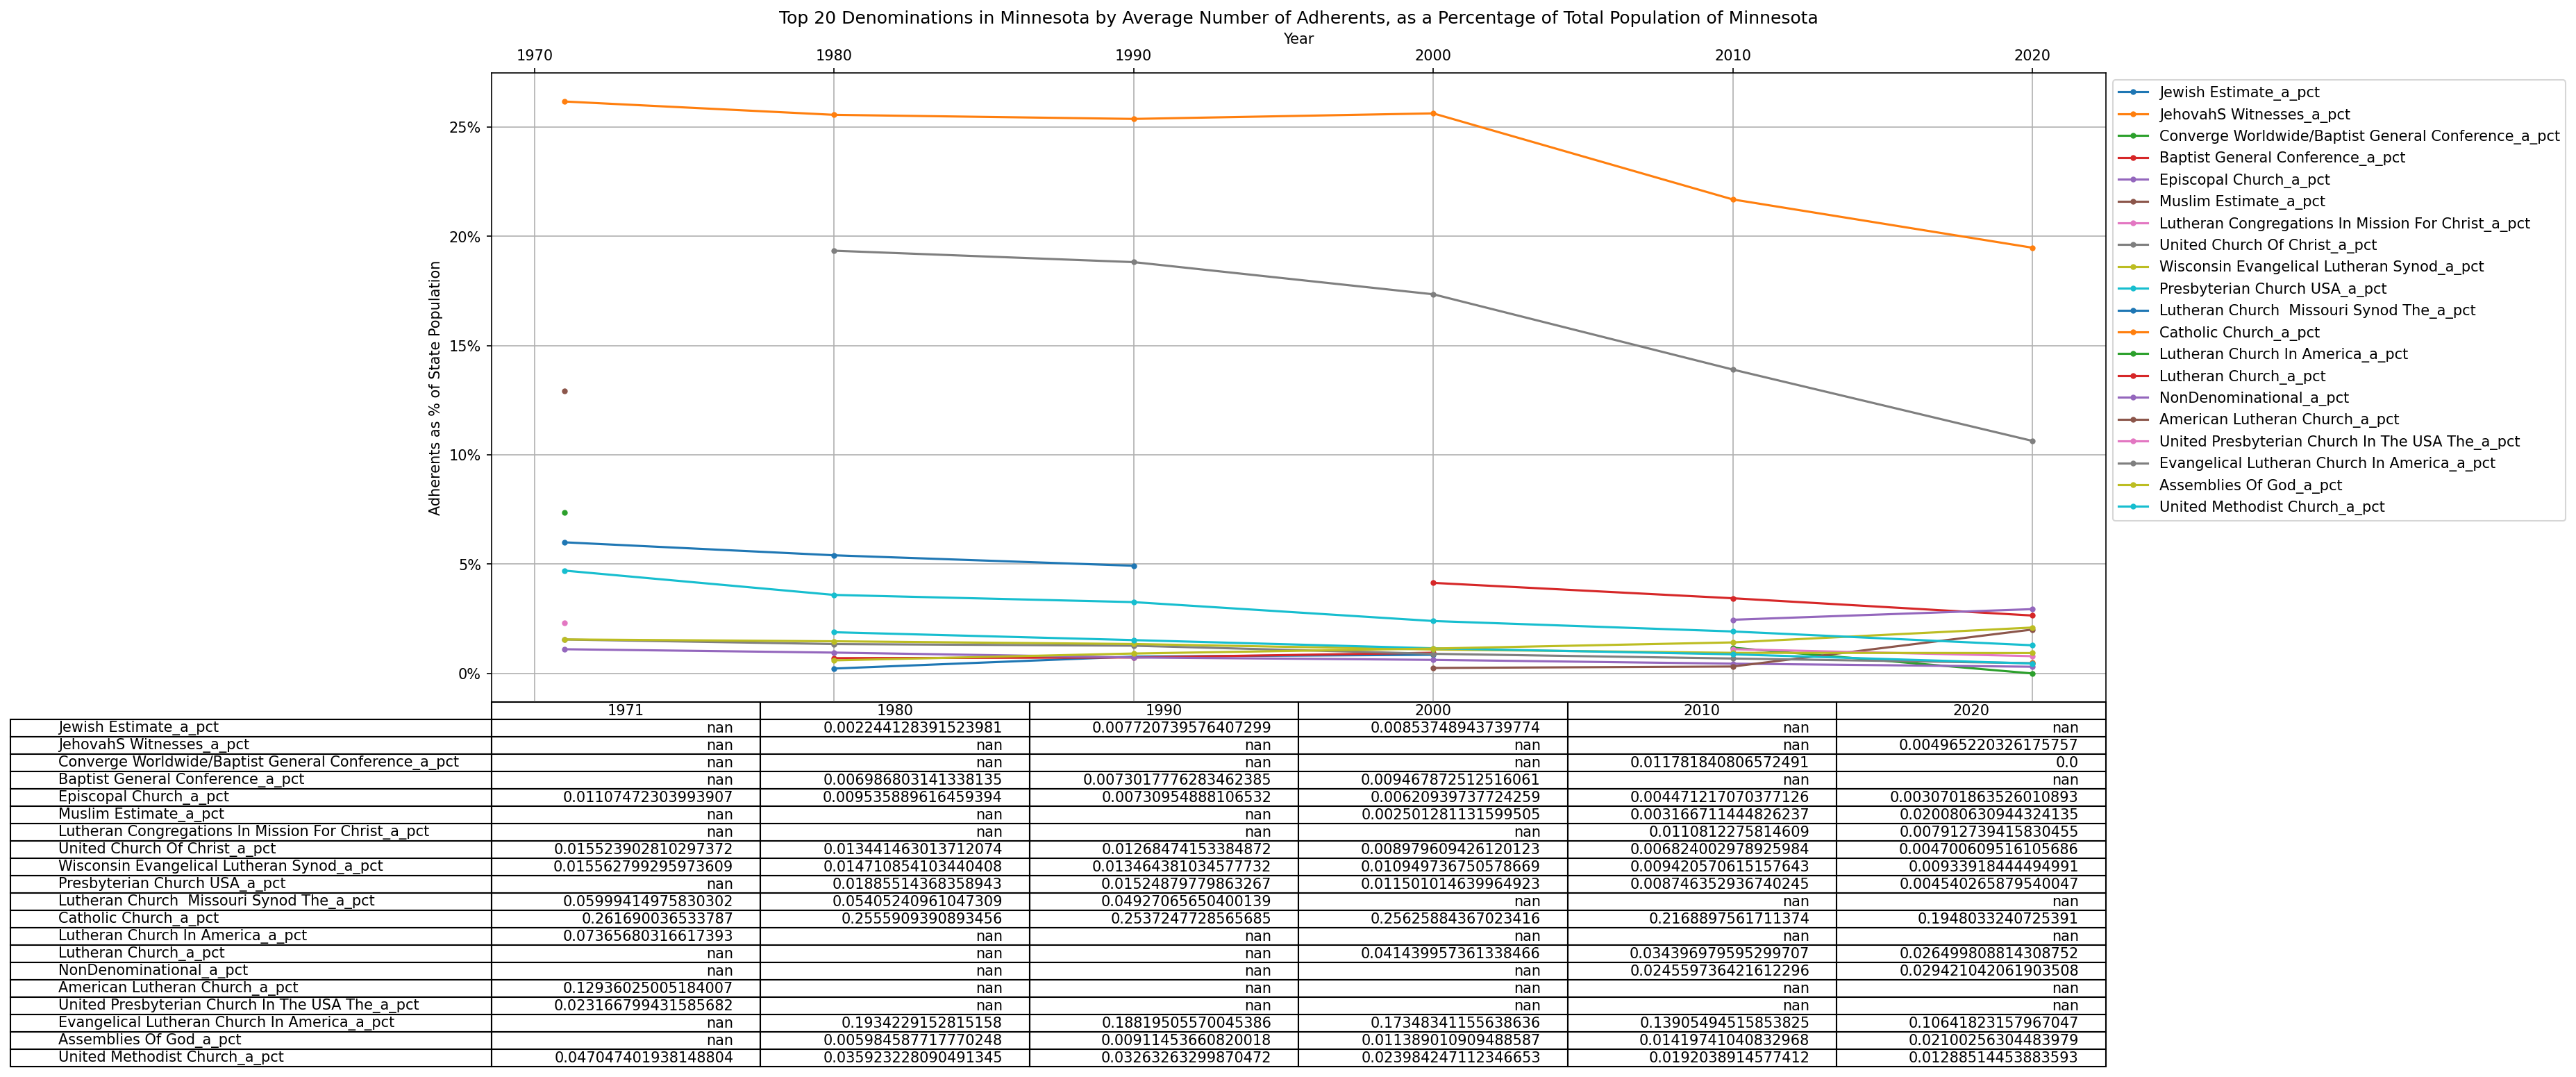 Top 20 Denominations in Minnesota by Average Number of Adherents, as a Percentage of Total Population of Minnesota
Year
1970 1980 1990 2000 2010 2020
25%
20%
15%
10%
5%
0%
Adherents as % of State Population
Jewish Estimate_a_pct
JehovahS Witnesses_a_pct
Converge Worldwide/Baptist General Conference_a_pct
Baptist General Conference_a_pct
Episcopal Church_a_pct
Muslim Estimate_a_pct
Lutheran Congregations In Mission For Christ_a_pct
United Church Of Christ_a_pct
Wisconsin Evangelical Lutheran Synod_a_pct
Presbyterian Church USA_a_pct
Lutheran Church  Missouri Synod The_a_pct
Catholic Church_a_pct
Lutheran Church In America_a_pct
Lutheran Church_a_pct
NonDenominational_a_pct
American Lutheran Church_a_pct
United Presbyterian Church In The USA The_a_pct
Evangelical Lutheran Church In America_a_pct
Assemblies Of God_a_pct
United Methodist Church_a_pct
1971 1980 1990 2000 2010 2020
Jewish Estimate_a_pct nan 0.002244128391523981 0.007720739576407299 0.00853748943739774 nan nan
JehovahS Witnesses_a_pct nan nan nan nan nan 0.004965220326175757
Converge Worldwide/Baptist General Conference_a_pct nan nan nan nan 0.011781840806572491 0.0
Baptist General Conference_a_pct nan 0.006986803141338135 0.0073017776283462385 0.009467872512516061 nan nan
Episcopal Church_a_pct 0.01107472303993907 0.009535889616459394 0.00730954888106532 0.00620939737724259 0.004471217070377126 0.0030701863526010893
Muslim Estimate_a_pct nan nan nan 0.002501281131599505 0.003166711444826237 0.020080630944324135
Lutheran Congregations In Mission For Christ_a_pct nan nan nan nan 0.0110812275814609 0.007912739415830455
United Church Of Christ_a_pct 0.015523902810297372 0.013441463013712074 0.01268474153384872 0.008979609426120123 0.006824002978925984 0.004700609516105686
Wisconsin Evangelical Lutheran Synod_a_pct 0.015562799295973609 0.014710854103440408 0.013464381034577732 0.010949736750578669 0.009420570615157643 0.00933918444494991
Presbyterian Church USA_a_pct nan 0.01885514368358943 0.01524879779863267 0.011501014639964923 0.008746352936740245 0.004540265879540047
Lutheran Church  Missouri Synod The_a_pct 0.05999414975830302 0.05405240961047309 0.04927065650400139 nan nan nan
Catholic Church_a_pct 0.261690036533787 0.2555909390893456 0.2537247728565685 0.25625884367023416 0.2168897561711374 0.1948033240725391
Lutheran Church In America_a_pct 0.07365680316617393 nan nan nan nan nan
Lutheran Church_a_pct nan nan nan 0.041439957361338466 0.034396979595299707 0.026499808814308752
NonDenominational_a_pct nan nan nan nan 0.024559736421612296 0.029421042061903508
American Lutheran Church_a_pct 0.12936025005184007 nan nan nan nan nan
United Presbyterian Church In The USA The_a_pct 0.023166799431585682 nan nan nan nan nan
Evangelical Lutheran Church In America_a_pct nan 0.1934229152815158 0.18819505570045386 0.17348341155638636 0.13905494515853825 0.10641823157967047
Assemblies Of God_a_pct nan 0.005984587717770248 0.00911453660820018 0.011389010909488587 0.01419741040832968 0.02100256304483979
United Methodist Church_a_pct 0.047047401938148804 0.035923228090491345 0.03263263299870472 0.023984247112346653 0.0192038914577412 0.01288514453883593